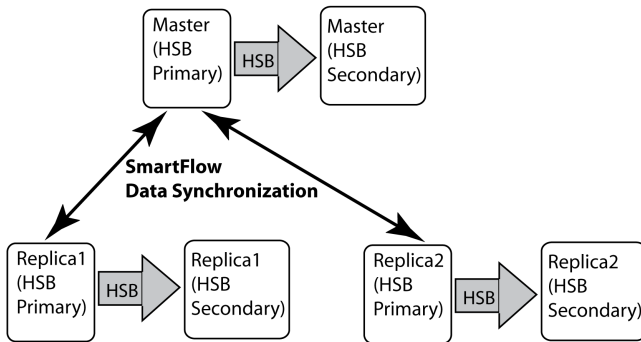 Master
(HSB
Primary)
HSB
Master
(HSB
Secondary)
SmartFlow
Data Synchronization
Replica1
(HSB
Primary)
HSB
Replica1
(HSB
Secondary)
Replica2
(HSB
Primary)
HSB
Replica2
(HSB
Secondary)